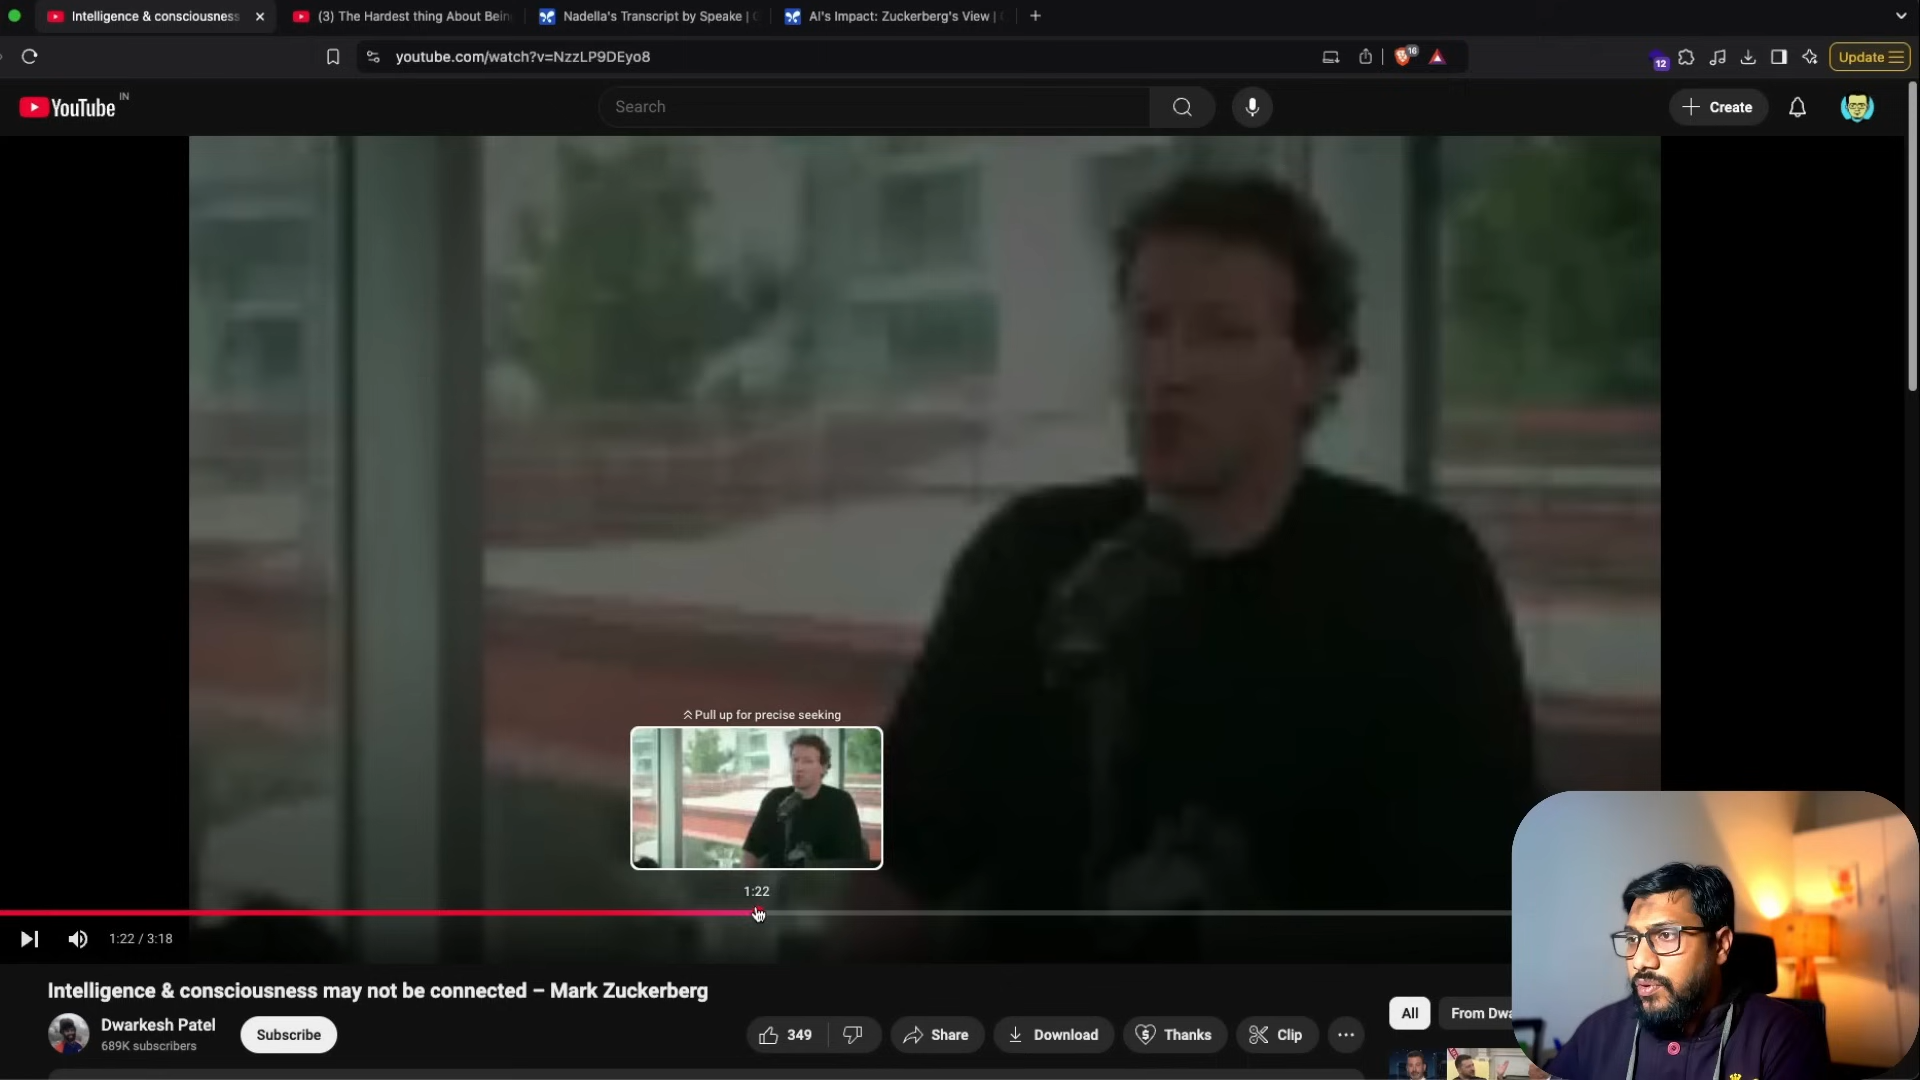 Intelligence & consciousness
(3) The Hardest thing About Bein
Nadella's Transcript by Speake |
AI's Impact: Zuckerberg's View |
youtube.com/watch?v=NzzLP9DEyo8
16
12
Update
YouTube
IN
Search
Create
Pull up for precise seeking
1:22
1:22 / 3:18
Intelligence & consciousness may not be connected – Mark Zuckerberg
Dwarkesh Patel
689K subscribers
Subscribe
349
Share
Download
Thanks
Clip
All
From Dwa